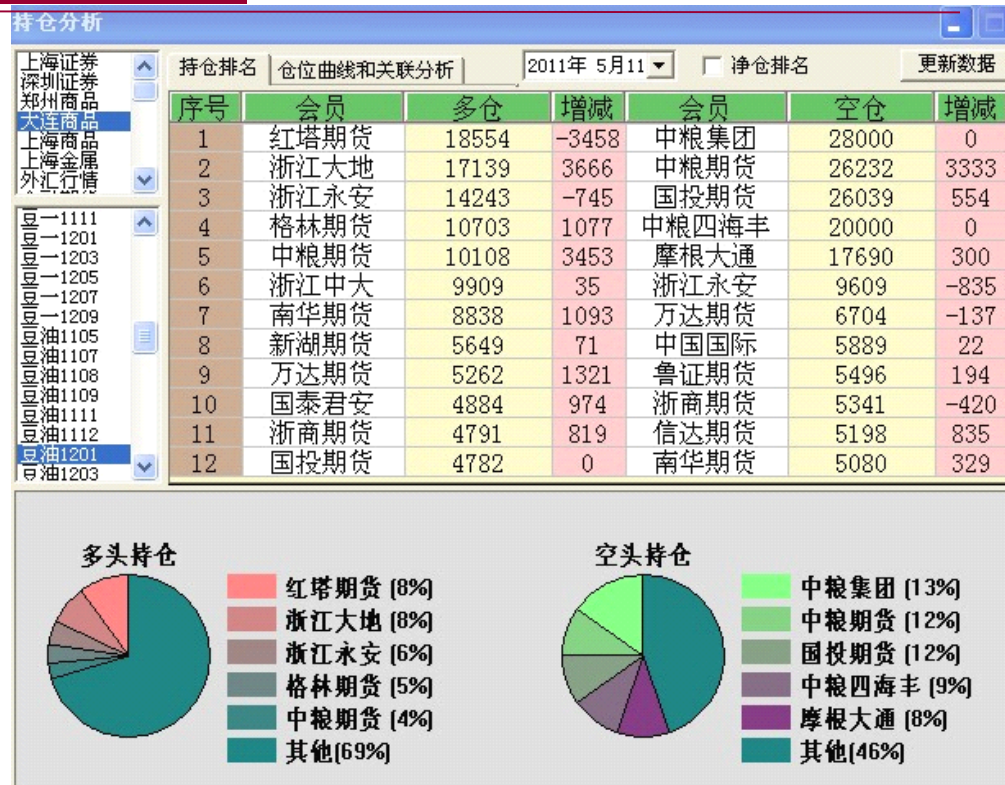 持仓分析
上海证券
深圳证券
郑州商品
大连商品
上海商品
上海金属
外汇行情
豆一1111
豆一1201
豆一1203
豆一1205
豆一1207
豆一1209
豆油1105
豆油1107
豆油1108
豆油1109
豆油1111
豆油1112
豆油1201
豆油1203
持仓排名 仓位曲线和关联分析 2011年 5月11 净仓排名 更新数据
序号 会员 多仓 增减 会员 空仓 增减
1 红塔期货 18554 -3458 中粮集团 28000 0
2 浙江大地 17139 3666 中粮期货 26232 3333
3 浙江永安 14243 -745 国投期货 26039 554
4 格林期货 10703 1077 中粮四海丰 20000 0
5 中粮期货 10108 3453 摩根大通 17690 300
6 浙江中大 9909 35 浙江永安 9609 -835
7 南华期货 8838 1093 万达期货 6704 -137
8 新湖期货 5649 71 中国国际 5889 22
9 万达期货 5262 1321 鲁证期货 5496 194
10 国泰君安 4884 974 浙商期货 5341 -420
11 浙商期货 4791 819 信达期货 5198 835
12 国投期货 4782 0 南华期货 5080 329
多头持仓
红塔期货 (8%)
浙江大地 (8%)
浙江永安 (6%)
格林期货 (5%)
中粮期货 (4%)
其他(69%)
空头持仓
中粮集团 (13%)
中粮期货 (12%)
国投期货 (12%)
中粮四海丰 (9%)
摩根大通 (8%)
其他(46%)